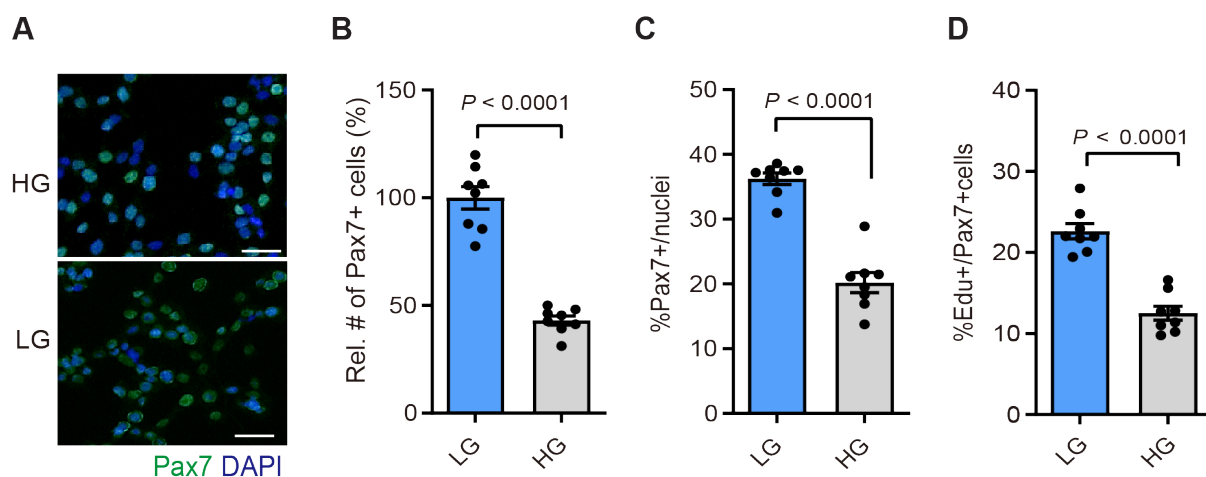 A
HG
LG
Pax7 DAPI
B
Rel. # of Pax7+ cells (%)
150
100
50
0
P < 0.0001
LG
HG
C
%Pax7+/nuclei
50
40
30
20
10
0
P < 0.0001
LG
HG
D
%Edu+/Pax7+cells
40
30
20
10
0
P < 0.0001
LG
HG